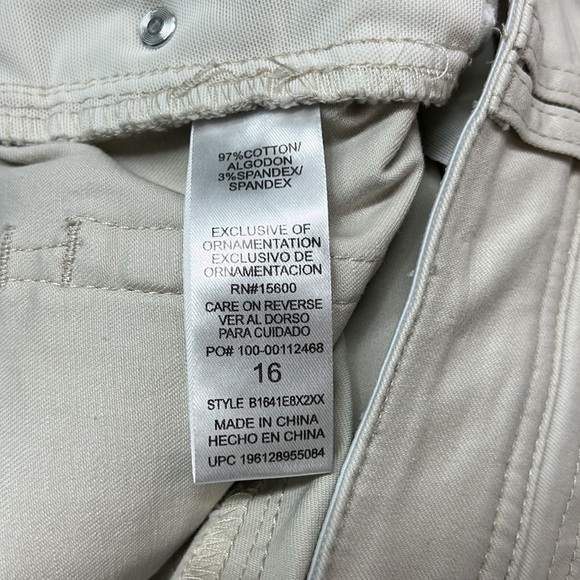 97%COTTON/
ALGODON
3%SPANDEX/
SPANDEX
EXCLUSIVE OF
ORNAMENTATION
EXCLUSIVO DE
ORNAMENTACION
RN#15600
CARE ON REVERSE
VER AL DORSO
PARA CUIDADO
PO# 100-00112468
16
STYLE B1641E8X2XX
MADE IN CHINA
HECHO EN CHINA
UPC 196128955084